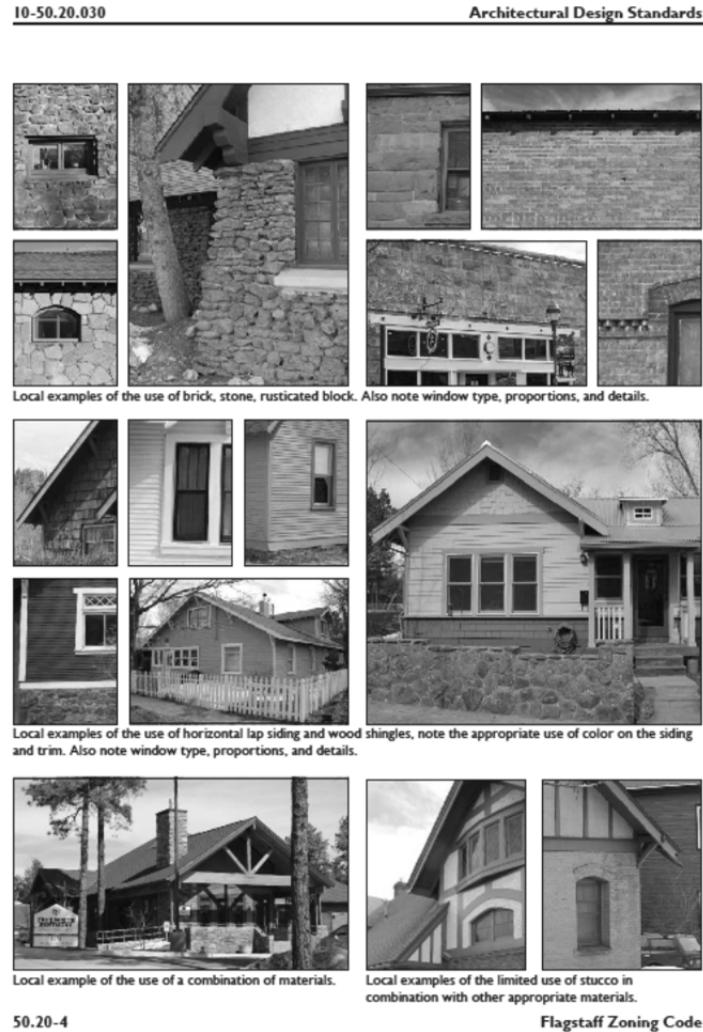 10-50.20.030
Architectural Design Standards
Local examples of the use of brick, stone, rusticated block. Also note window type, proportions, and details.
Local examples of the use of horizontal lap siding and wood shingles, note the appropriate use of color on the siding
and trim. Also note window type, proportions, and details.
Local example of the use of a combination of materials.
Local examples of the limited use of stucco in
combination with other appropriate materials.
50.20-4
Flagstaff Zoning Code